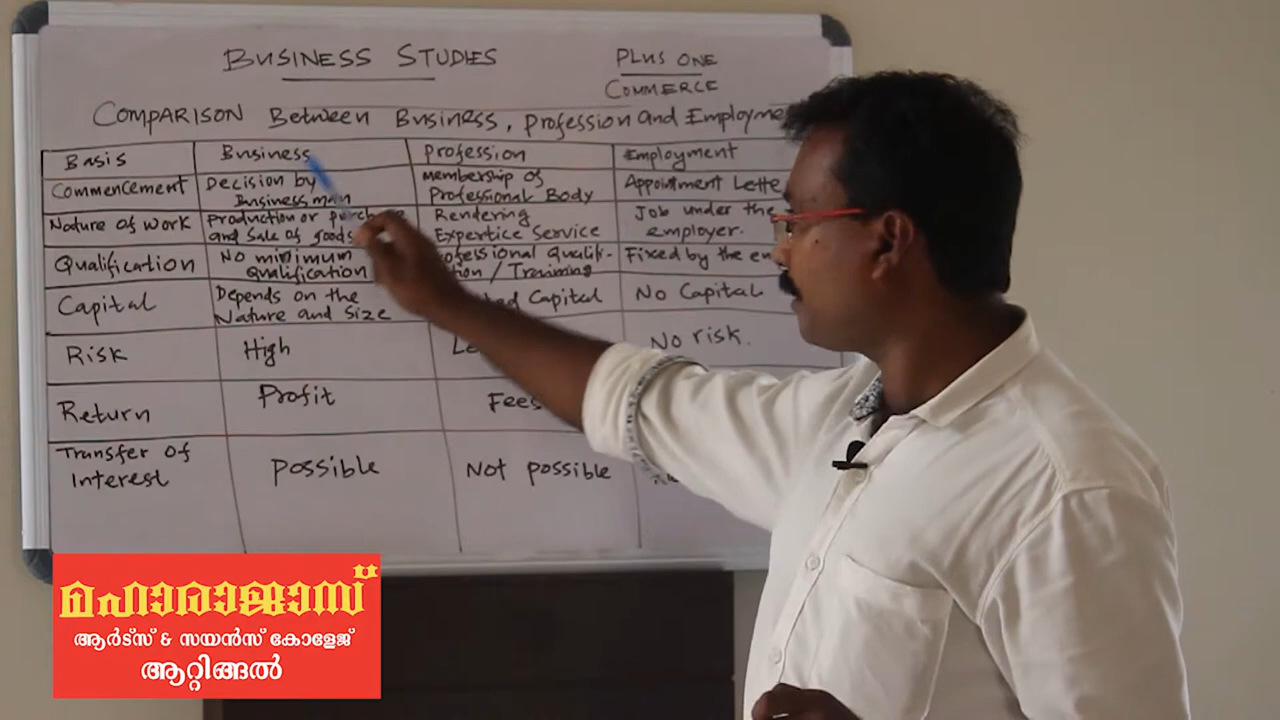 BUSINESS STUDIES
PLUS ONE
COMMERCE
COMPARISON Between Business, Profession and
Basis
Business
Profession
Employment
Commencement
Decision by
Business man
Membership of
Professional Body
Appointment
Nature of work
Production or
and Sale of goods
Rendering
Expertice Service
Job under the
employer.
Qualification
No minimum
Qualification
Training
Fixed by the
Capital
Depends on the
Nature and Size
Capital
No Capital
Risk
High
No risk.
Return
Profit
Fees
Transfer of
Interest
Possible
Not possible
മഹാരാജാസ്
ആർട്സ് & സയൻസ് കോളേജ്
ആറ്റിങ്ങൽ